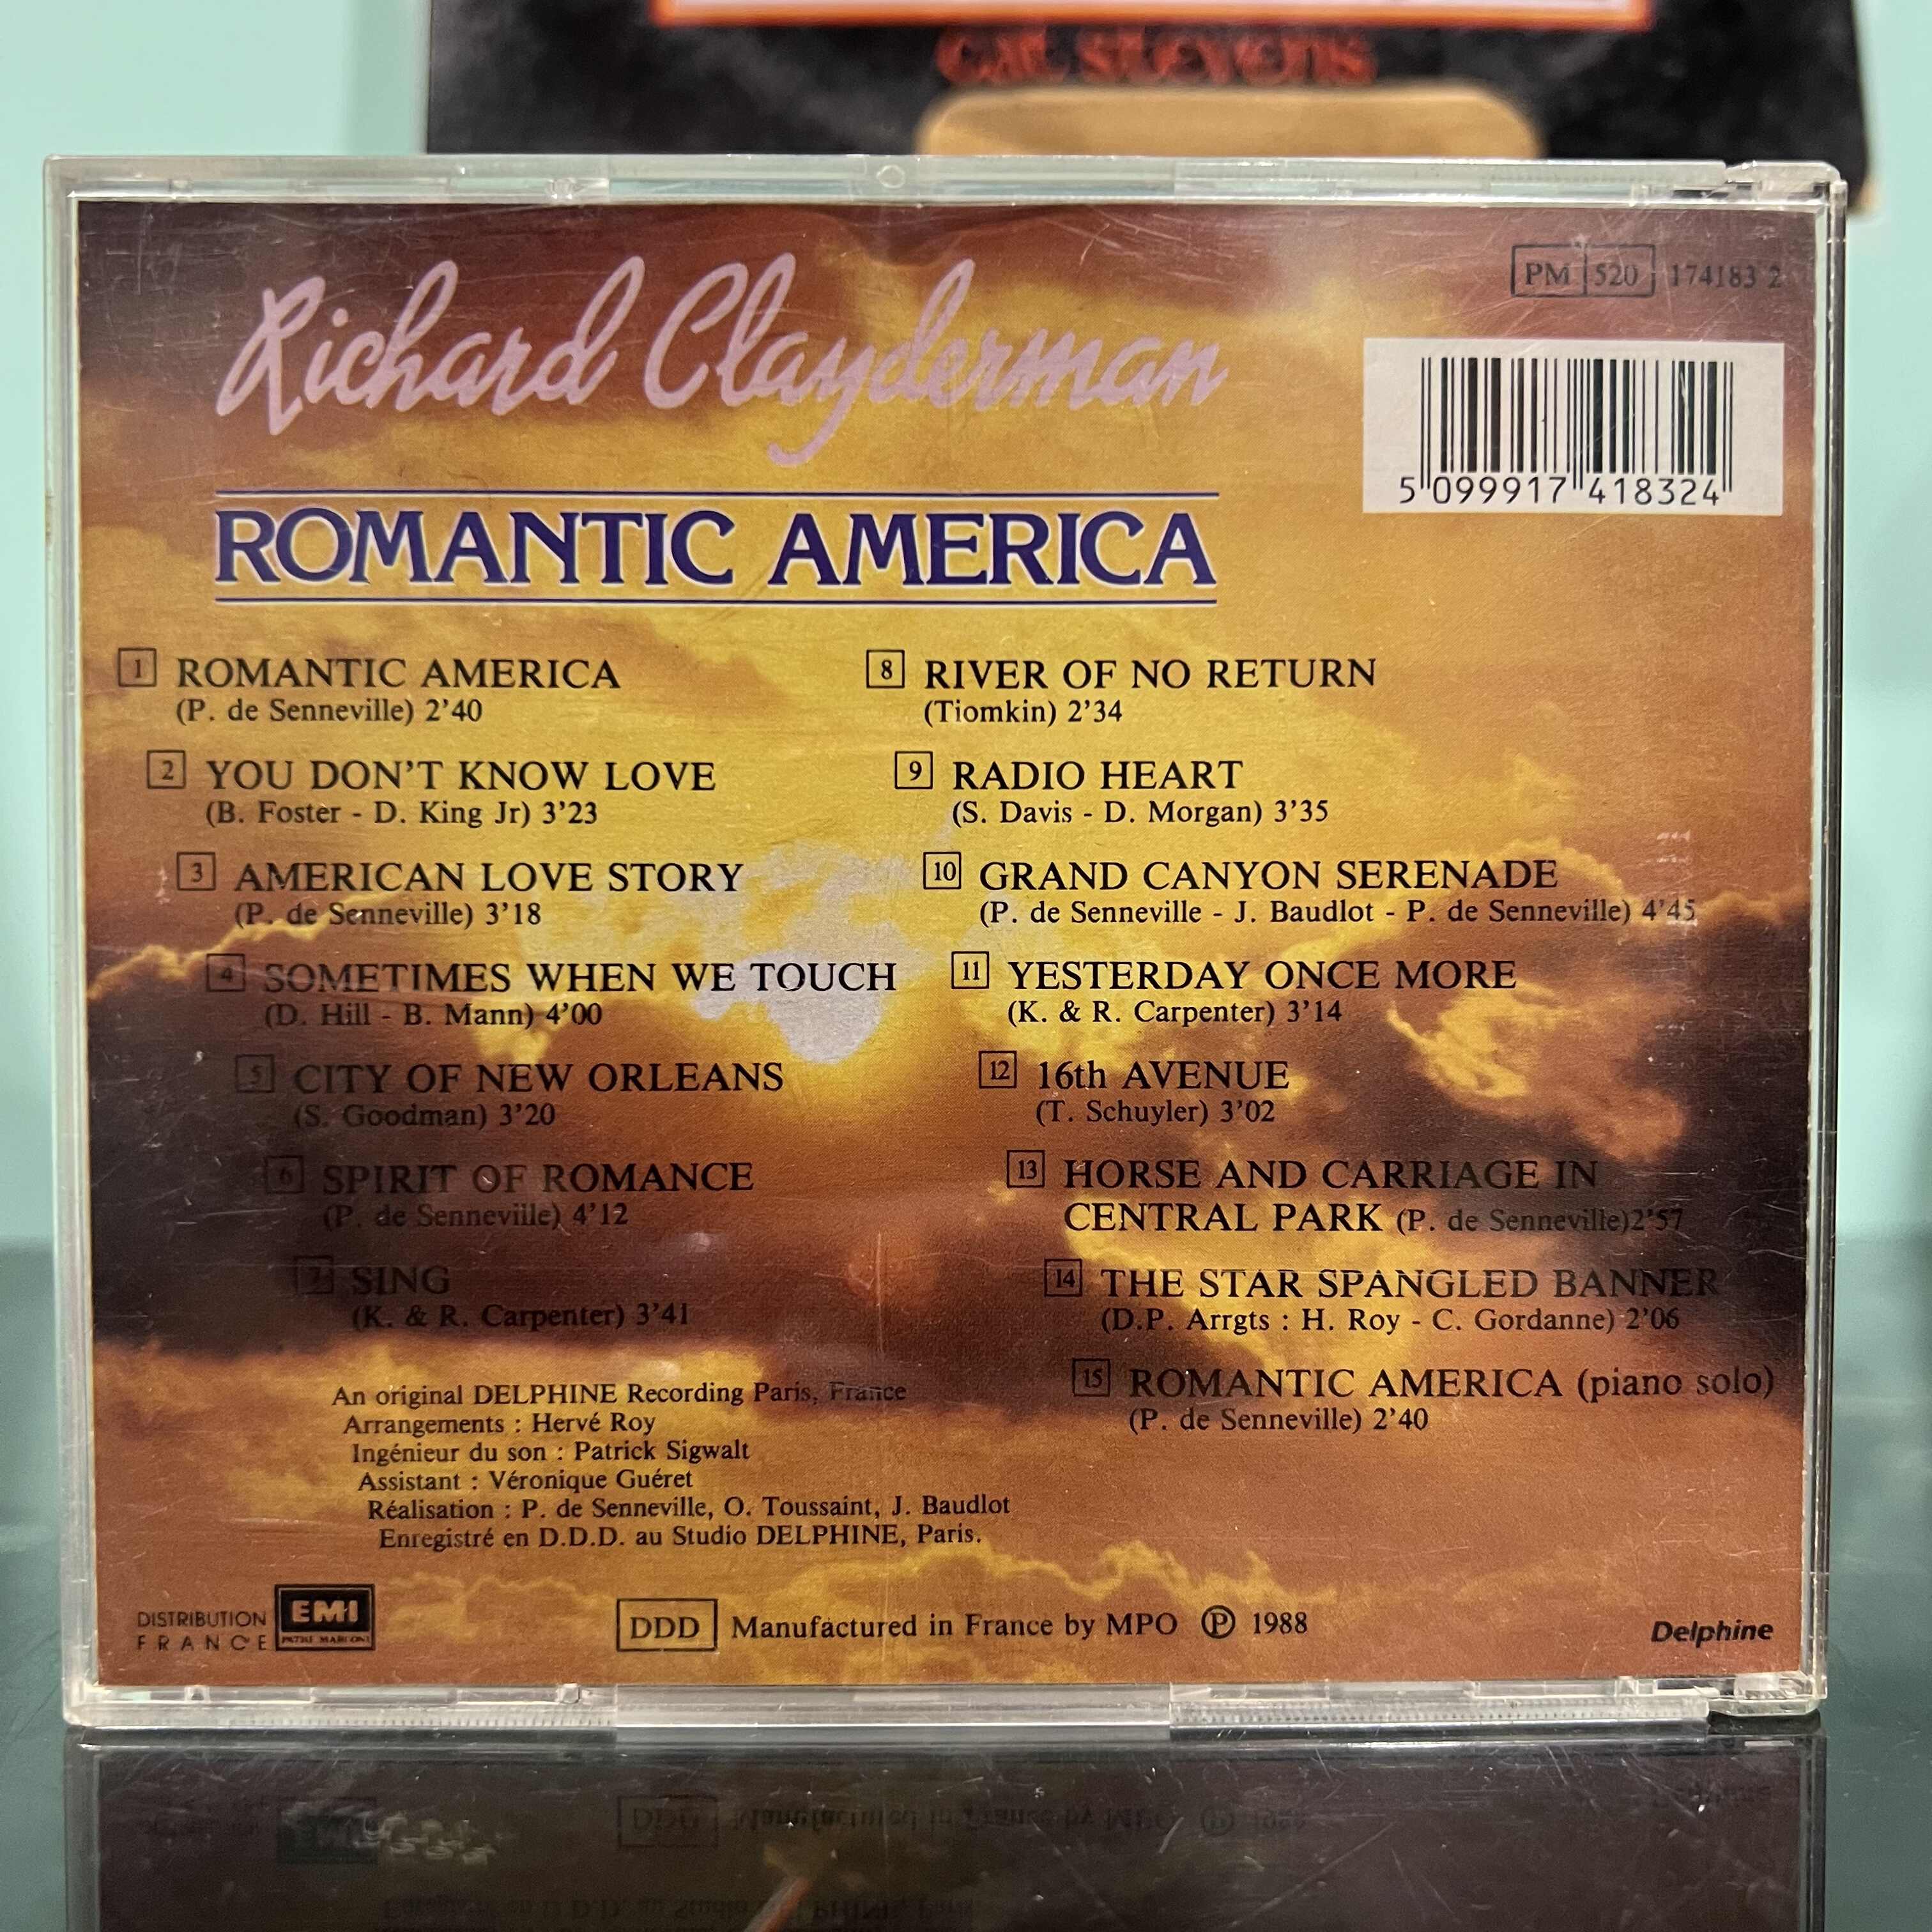 cat stevens
Richard Clayderman
PM 520 174183 2
5 099917 418324
ROMANTIC AMERICA
1 ROMANTIC AMERICA
(P. de Senneville) 2'40
2 YOU DON'T KNOW LOVE
(B. Foster - D. King Jr) 3'23
3 AMERICAN LOVE STORY
(P. de Senneville) 3'18
4 SOMETIMES WHEN WE TOUCH
(D. Hill - B. Mann) 4'00
5 CITY OF NEW ORLEANS
(S. Goodman) 3'20
6 SPIRIT OF ROMANCE
(P. de Senneville) 4'12
7 SING
(K. & R. Carpenter) 3'41
8 RIVER OF NO RETURN
(Tiomkin) 2'34
9 RADIO HEART
(S. Davis - D. Morgan) 3'35
10 GRAND CANYON SERENADE
(P. de Senneville - J. Baudlot - P. de Senneville) 4'45
11 YESTERDAY ONCE MORE
(K. & R. Carpenter) 3'14
12 16th AVENUE
(T. Schuyler) 3'02
13 HORSE AND CARRIAGE IN
CENTRAL PARK (P. de Senneville)2'57
14 THE STAR SPANGLED BANNER
(D.P. Arrgts : H. Roy - C. Gordanne) 2'06
15 ROMANTIC AMERICA (piano solo)
(P. de Senneville) 2'40
An original DELPHINE Recording Paris, France
Arrangements : Hervé Roy
Ingénieur du son : Patrick Sigwalt
Assistant : Véronique Guéret
Réalisation : P. de Senneville, O. Toussaint, J. Baudlot
Enregistré en D.D.D. au Studio DELPHINE, Paris.
DISTRIBUTION
FRANCE
EMI
PATHE MARCONI
DDD Manufactured in France by MPO Ⓟ 1988
Delphine